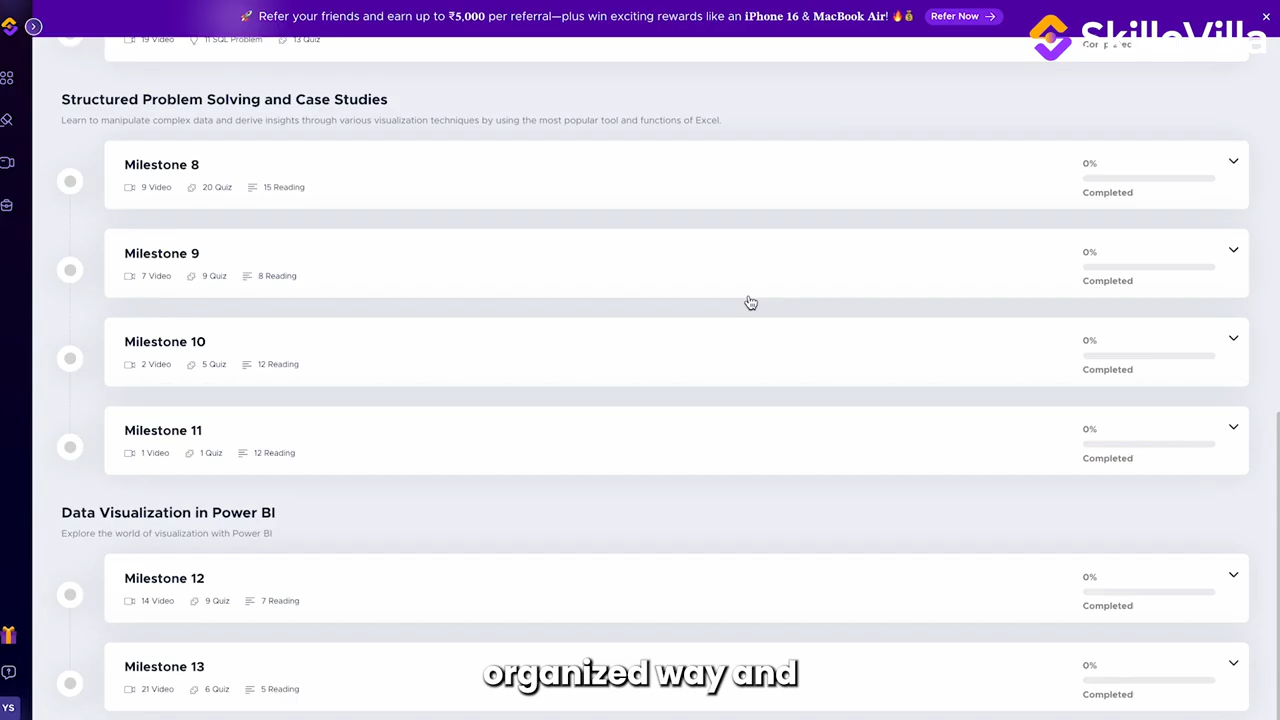 🚀 Refer your friends and earn up to ₹5,000 per referral—plus win exciting rewards like an iPhone 16 & MacBook Air! 🔥💰 Refer Now →
SkilloVilla
19 Video 11 SQL Problem 13 Quiz
Completed
Structured Problem Solving and Case Studies
Learn to manipulate complex data and derive insights through various visualization techniques by using the most popular tool and functions of Excel.
Milestone 8
9 Video 20 Quiz 15 Reading
0%
Completed
Milestone 9
7 Video 9 Quiz 8 Reading
0%
Completed
Milestone 10
2 Video 5 Quiz 12 Reading
0%
Completed
Milestone 11
1 Video 1 Quiz 12 Reading
0%
Completed
Data Visualization in Power BI
Explore the world of visualization with Power BI
Milestone 12
14 Video 9 Quiz 7 Reading
0%
Completed
Milestone 13
21 Video 6 Quiz 5 Reading
0%
Completed
organized way and
YS